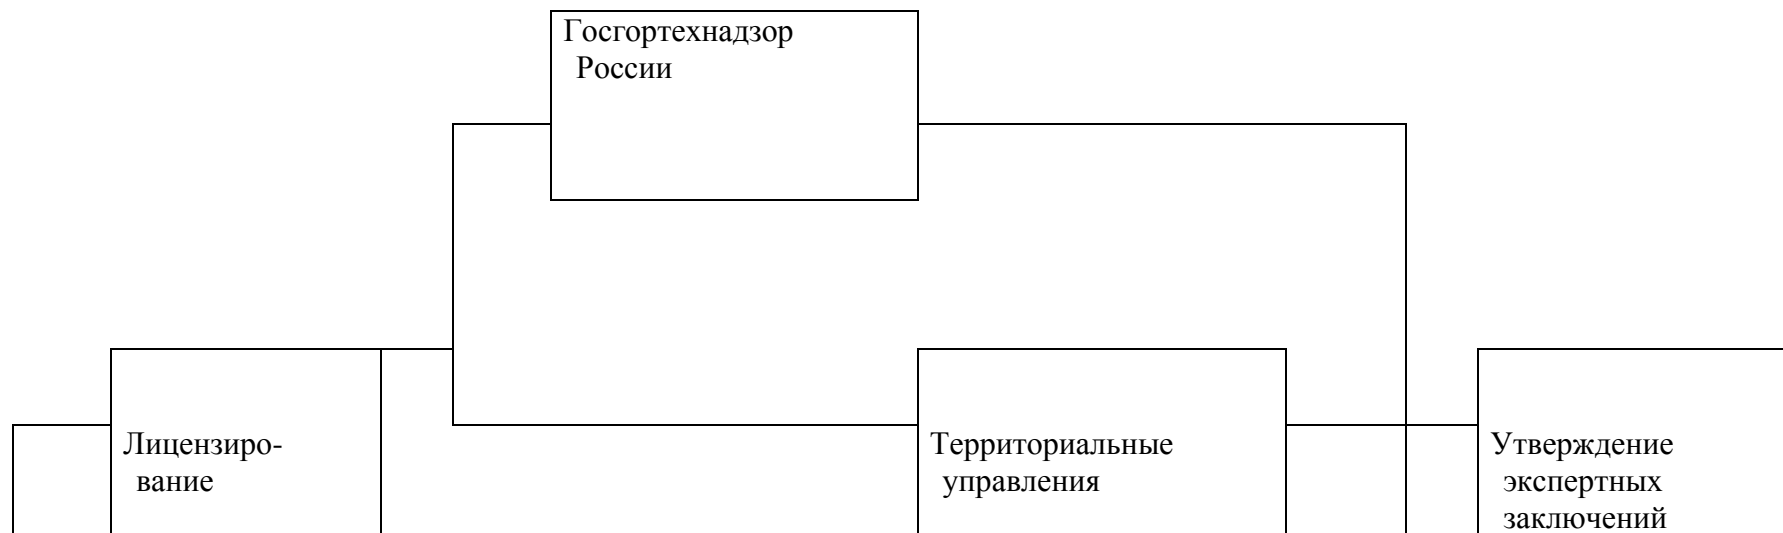 Госгортехнадзор
России
Лицензиро-
вание
Территориальные
управления
Утверждение
экспертных
заключений